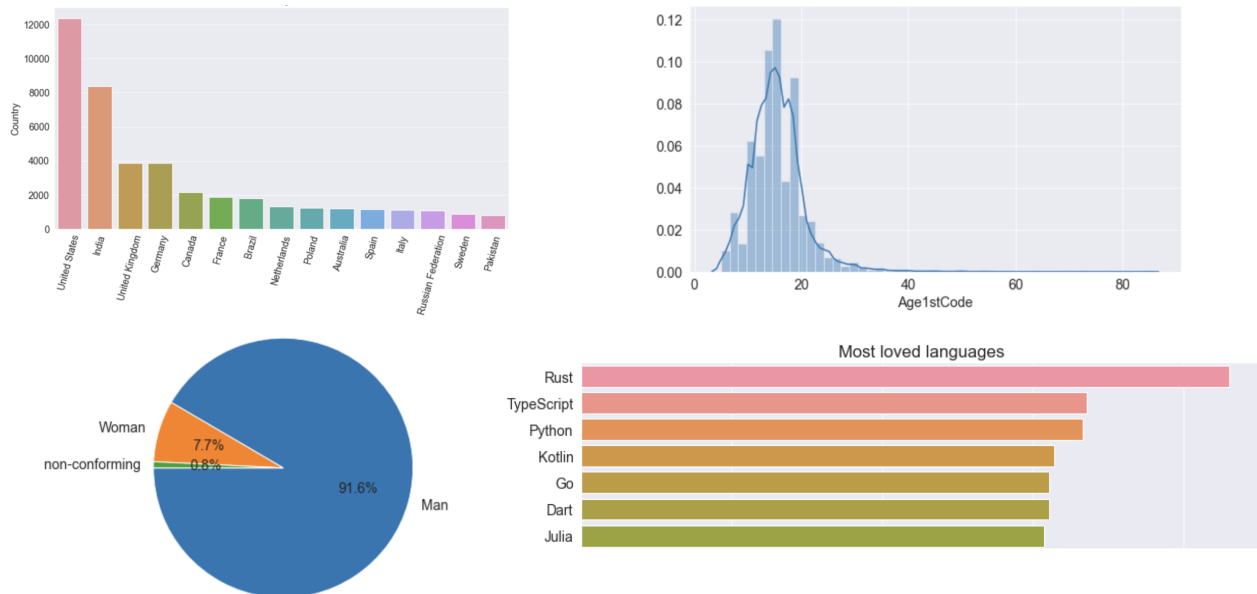 12000
10000
8000
6000
4000
2000
0
Country
United States
India
United Kingdom
Germany
Canada
France
Brazil
Netherlands
Poland
Australia
Spain
Italy
Russian Federation
Sweden
Pakistan
0.12
0.10
0.08
0.06
0.04
0.02
0.00
0
20
40
60
80
Age1stCode
Woman
7.7%
non-conforming
0.8%
91.6%
Man
Most loved languages
Rust
TypeScript
Python
Kotlin
Go
Dart
Julia